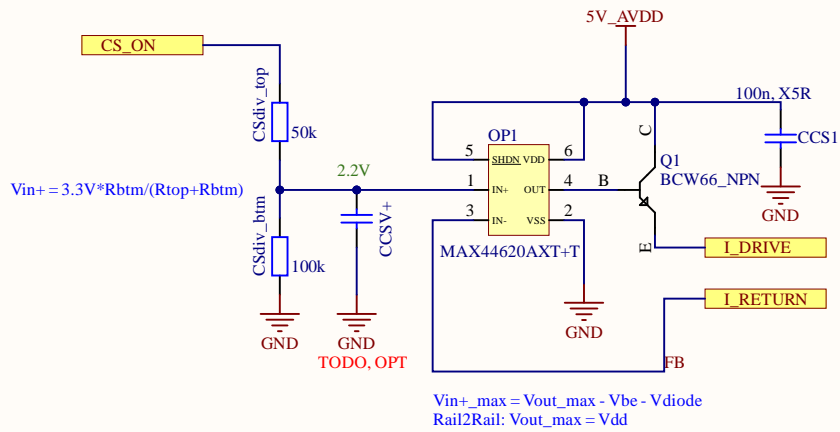 5V_AVDD
CS_ON
CSdiv_top
50k
100n, X5R
CCS1
GND
OP1
5
SHDN
VDD
6
1
IN+
OUT
4
3
IN-
VSS
2
MAX44620AXT+T
B
C
E
Q1
BCW66_NPN
2.2V
Vin+ = 3.3V*Rbtm/(Rtop+Rbtm)
CSdiv_btm
100k
CCSV+
I_DRIVE
I_RETURN
GND
GND
GND
TODO, OPT
FB
Vin+_max = Vout_max - Vbe - Vdiode
Rail2Rail: Vout_max = Vdd